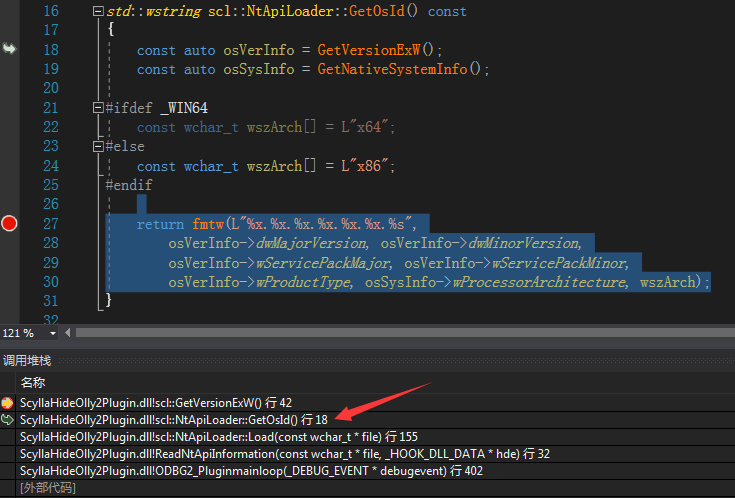 16 std::wstring scl::NtApiLoader::GetOsId() const
17 {
18 const auto osVerInfo = GetVersionExW();
19 const auto osSysInfo = GetNativeSystemInfo();
20
21 #ifdef _WIN64
22 const wchar_t wszArch[] = L"x64";
23 #else
24 const wchar_t wszArch[] = L"x86";
25 #endif
26
27 return fmtw(L"%x.%x.%x.%x.%x.%x.%s",
28 osVerInfo->dwMajorVersion, osVerInfo->dwMinorVersion,
29 osVerInfo->wServicePackMajor, osVerInfo->wServicePackMinor,
30 osVerInfo->wProductType, osSysInfo->wProcessorArchitecture, wszArch);
31 }
32
121 %
调用堆栈
名称
ScyllaHideOlly2Plugin.dll!scl::GetVersionExW() 行 42
ScyllaHideOlly2Plugin.dll!scl::NtApiLoader::GetOsId() 行 18
ScyllaHideOlly2Plugin.dll!scl::NtApiLoader::Load(const wchar_t * file) 行 155
ScyllaHideOlly2Plugin.dll!ReadNtApiInformation(const wchar_t * file, _HOOK_DLL_DATA * hde) 行 32
ScyllaHideOlly2Plugin.dll!ODBG2_Pluginmainloop(_DEBUG_EVENT * debugevent) 行 402
[外部代码]